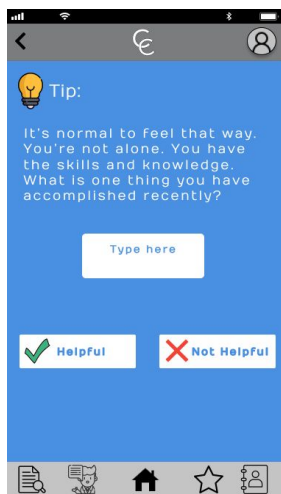 CC
Tip:
It's normal to feel that way.
You're not alone. You have
the skills and knowledge.
What is one thing you have
accomplished recently?
Type here
Helpful
Not Helpful